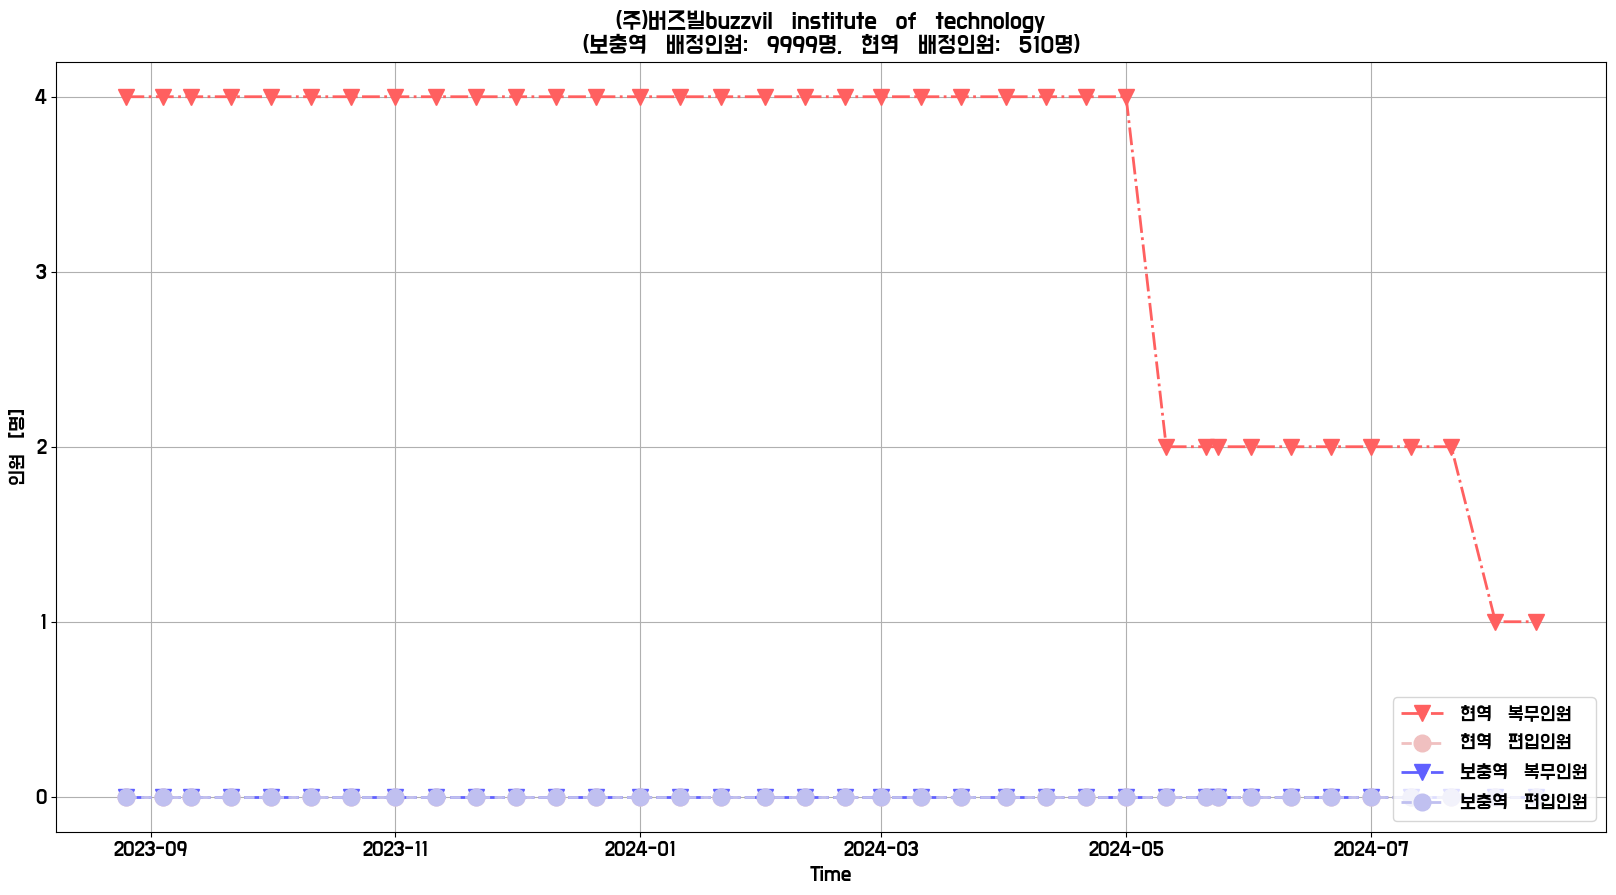 (주)버즈빌buzzvil institute of technology
(보충역 배정인원: 9999명, 현역 배정인원: 510명)
4
3
2
1
0
인원 [명]
현역 복무인원
현역 편입인원
보충역 복무인원
보충역 편입인원
2023-09
2023-11
2024-01
2024-03
2024-05
2024-07
Time